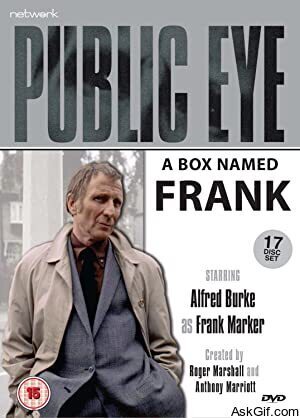 network
PUBLIC EYE
A BOX NAMED
FRANK
17
DISC
SET
STARRING
Alfred Burke
as Frank Marker
Created by
Roger Marshall and
Anthony Marriott
15
DVD
AskGif.com